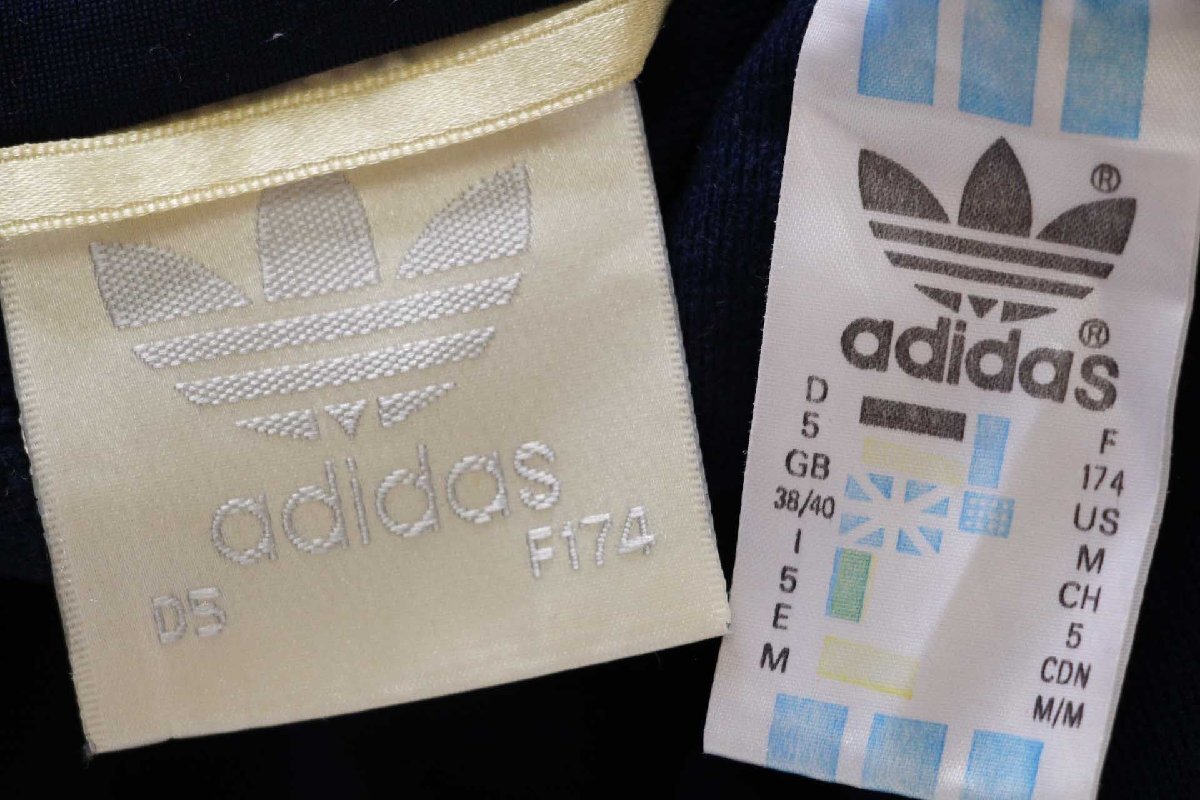 adidas
F174
D5
®
®
adidas
D
5
GB
38/40
I
5
E
M
F
174
US
M
CH
5
CDN
M/M